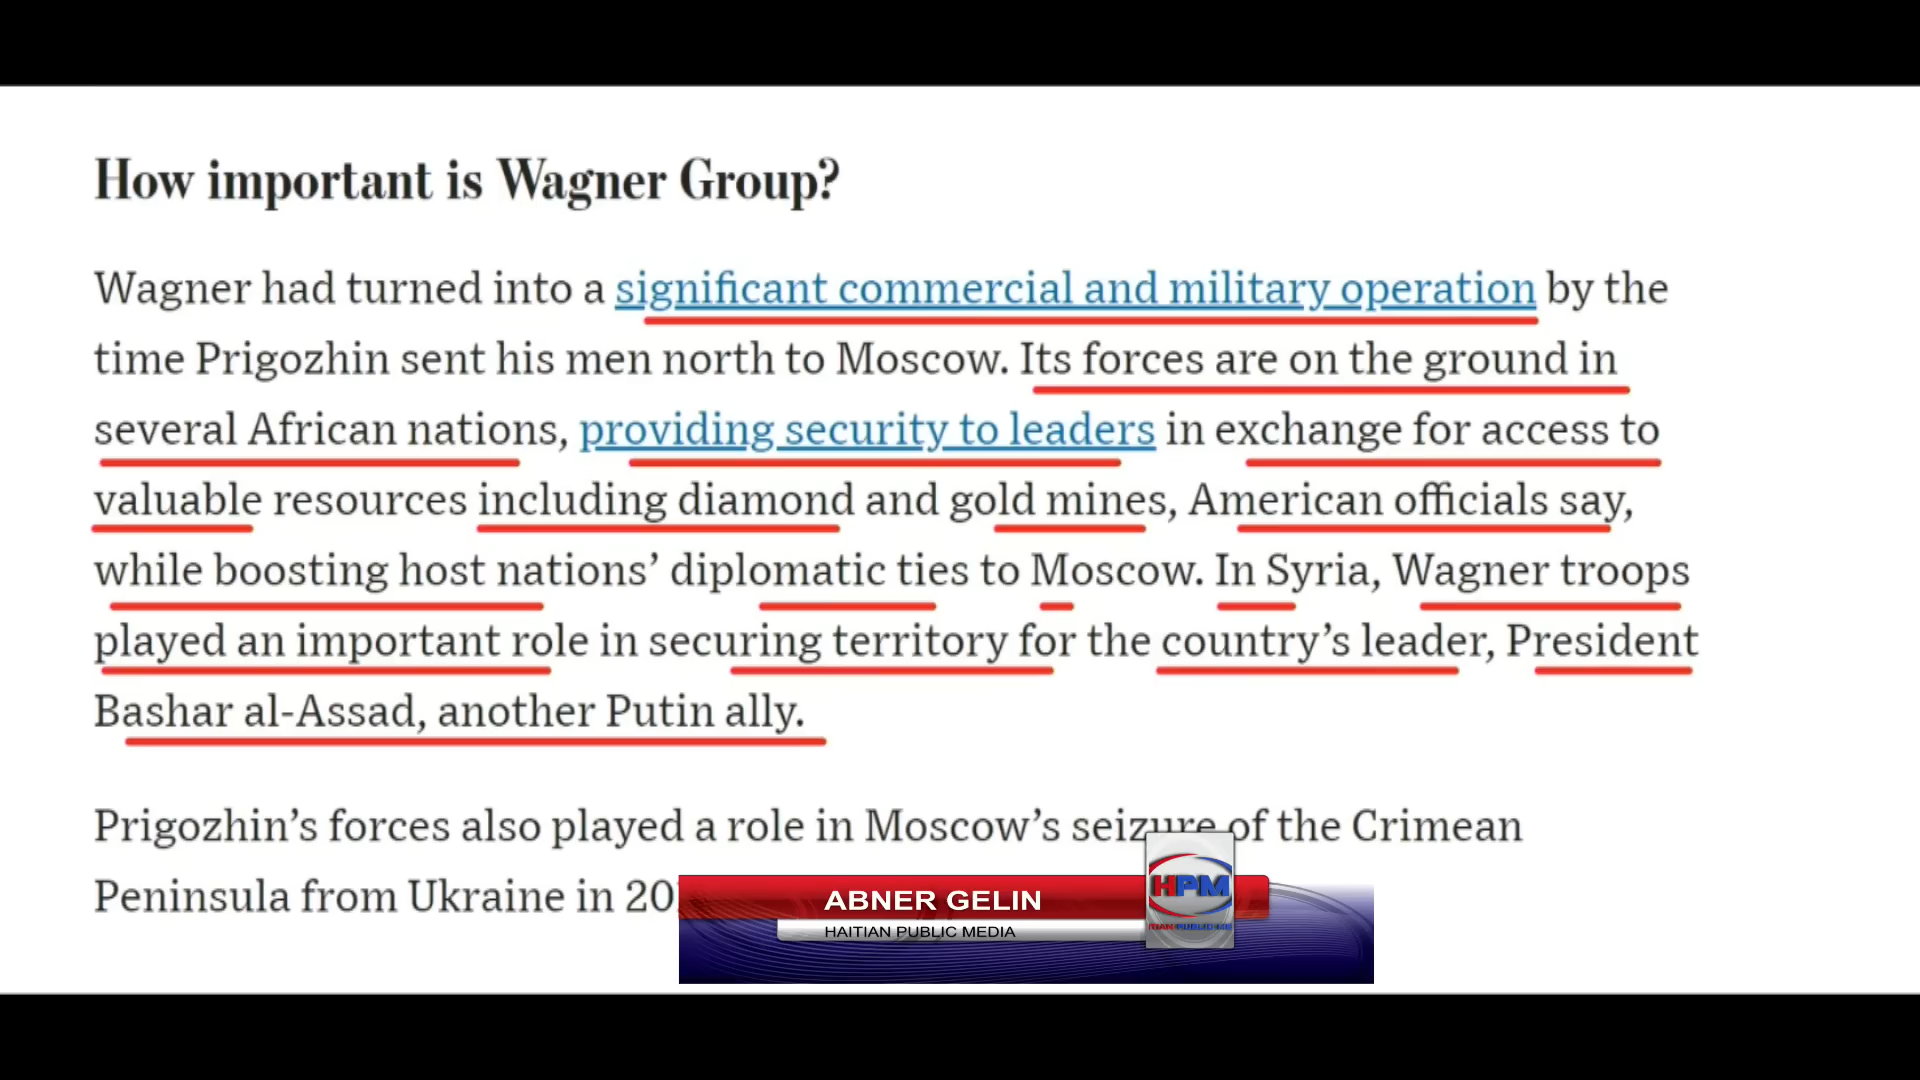 How important is Wagner Group?
Wagner had turned into a significant commercial and military operation by the
time Prigozhin sent his men north to Moscow. Its forces are on the ground in
several African nations, providing security to leaders in exchange for access to
valuable resources including diamond and gold mines, American officials say,
while boosting host nations’ diplomatic ties to Moscow. In Syria, Wagner troops
played an important role in securing territory for the country’s leader, President
Bashar al-Assad, another Putin ally.
Prigozhin’s forces also played a role in Moscow’s seizure of the Crimean
Peninsula from Ukraine in 20
ABNER GELIN
HAITIAN PUBLIC MEDIA
HPM